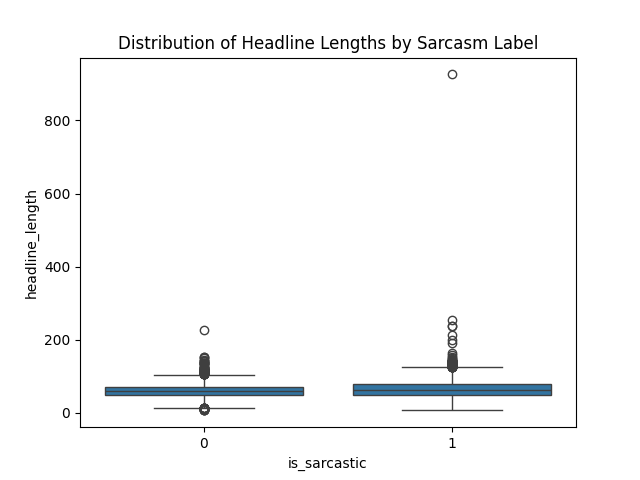 Distribution of Headline Lengths by Sarcasm Label
800
600
400
200
0
headline_length
0 1
is_sarcastic